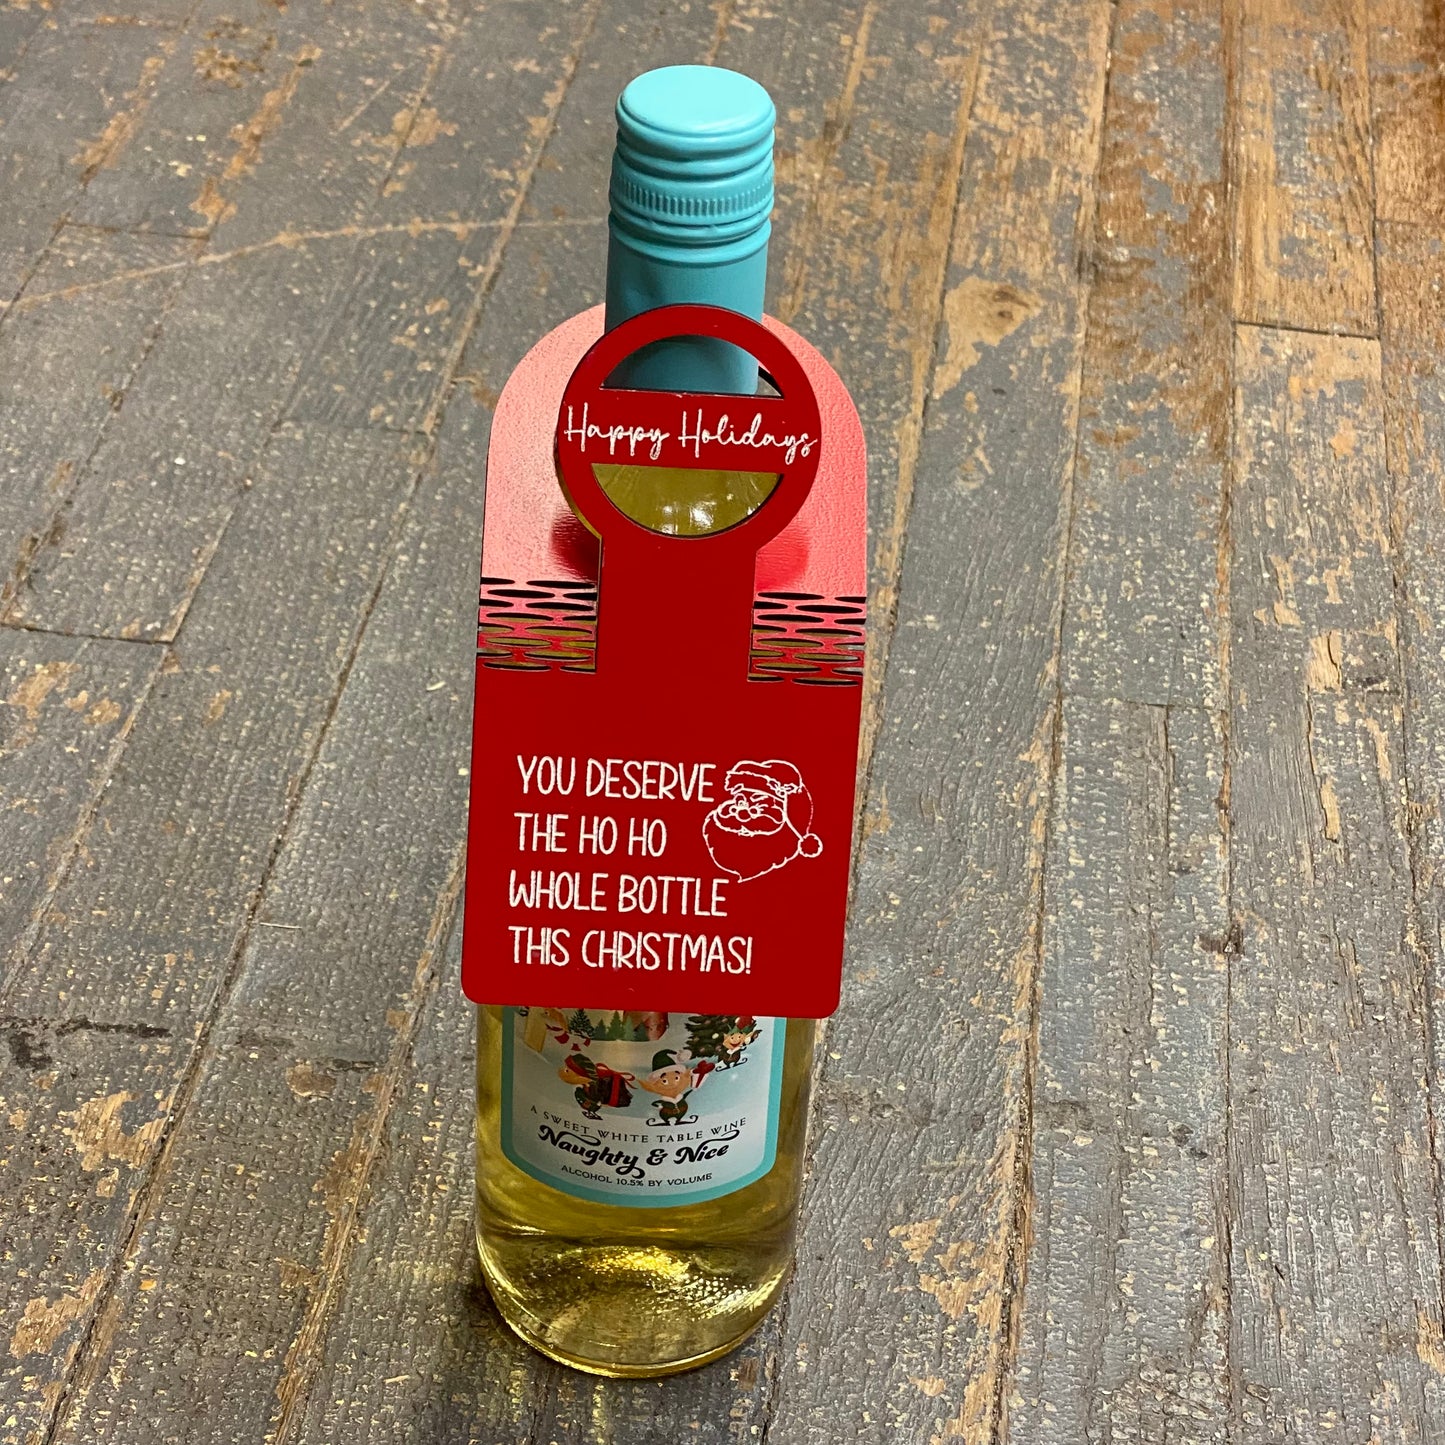 Happy Holidays
YOU DESERVE
THE HO HO
WHOLE BOTTLE
THIS CHRISTMAS!
A SWEET WHITE TABLE WINE
Naughty & Nice
ALCOHOL 10.5% BY VOLUME